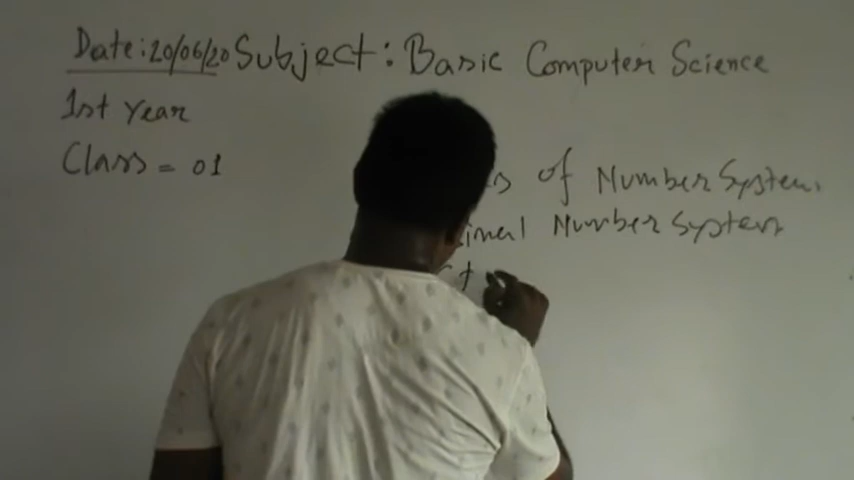 Date: 20/06/20 Subject: Basic Computer Science
1st Year
Class = 01
of Number System.
Number System